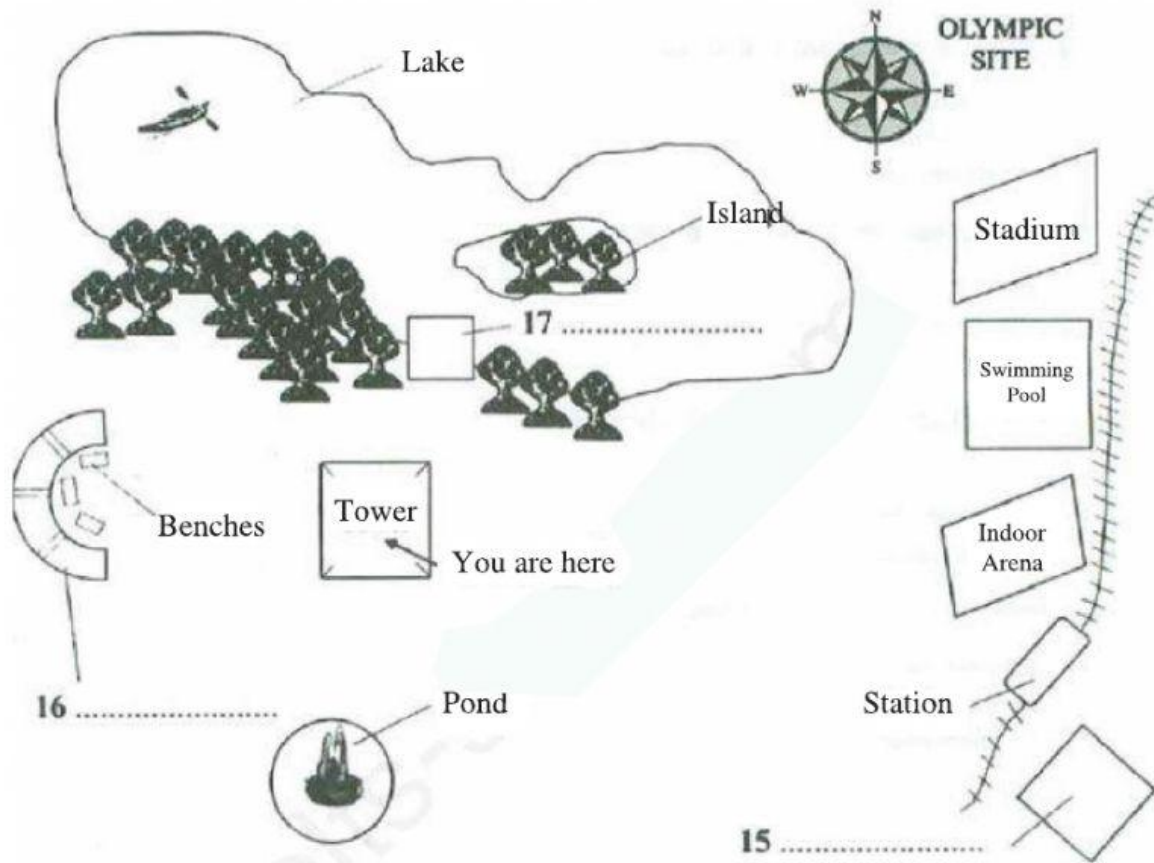 N
OLYMPIC
SITE
W
E
S
Lake
Island
Stadium
17 ....................
Swimming
Pool
Benches
Tower
You are here
Indoor
Arena
16 ....................
Pond
Station
15 ....................